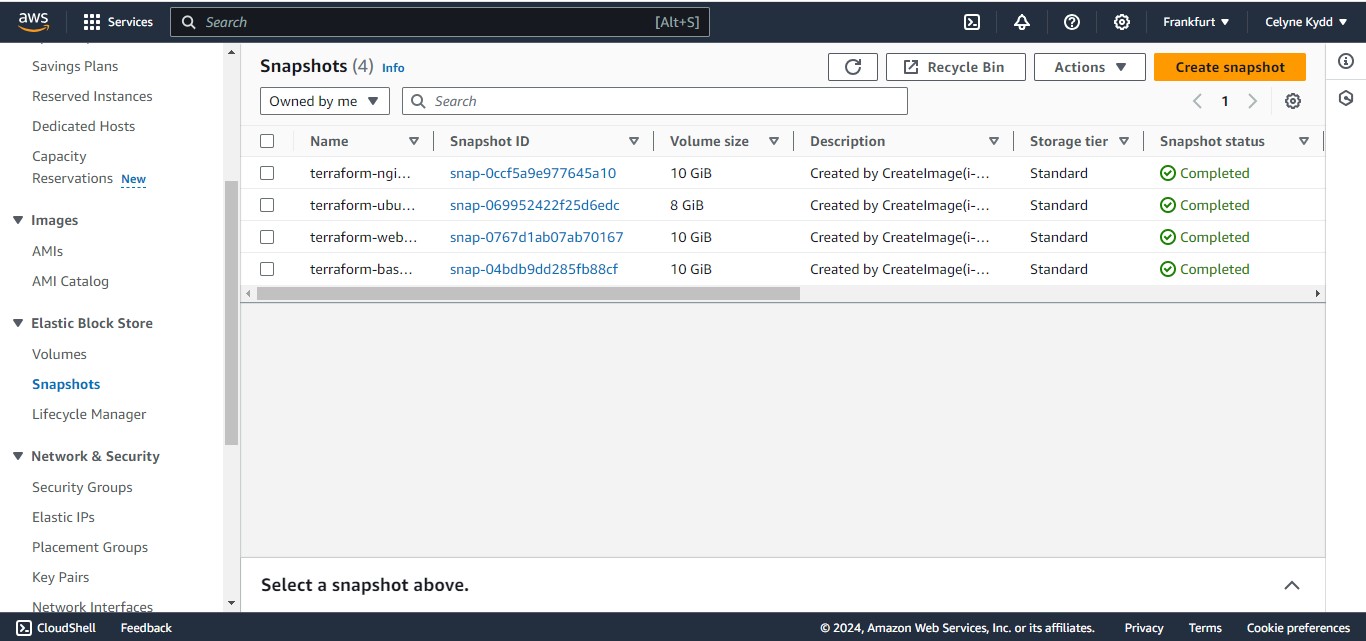 aws Services Search [Alt+S] Frankfurt Celyne Kydd
Savings Plans
Reserved Instances
Dedicated Hosts
Capacity
Reservations New
Images
AMIs
AMI Catalog
Elastic Block Store
Volumes
Snapshots
Lifecycle Manager
Network & Security
Security Groups
Elastic IPs
Placement Groups
Key Pairs
Network Interfaces
Snapshots (4) Info Recycle Bin Actions Create snapshot
Owned by me Search 1
Name Snapshot ID Volume size Description Storage tier Snapshot status
terraform-ngi... snap-0ccf5a9e977645a10 10 GiB Created by CreateImage(i-... Standard Completed
terraform-ubu... snap-069952422f25d6edc 8 GiB Created by CreateImage(i-... Standard Completed
terraform-web... snap-0767d1ab07ab70167 10 GiB Created by CreateImage(i-... Standard Completed
terraform-bas... snap-04bdb9dd285fb88cf 10 GiB Created by CreateImage(i-... Standard Completed
Select a snapshot above.
CloudShell Feedback © 2024, Amazon Web Services, Inc. or its affiliates. Privacy Terms Cookie preferences